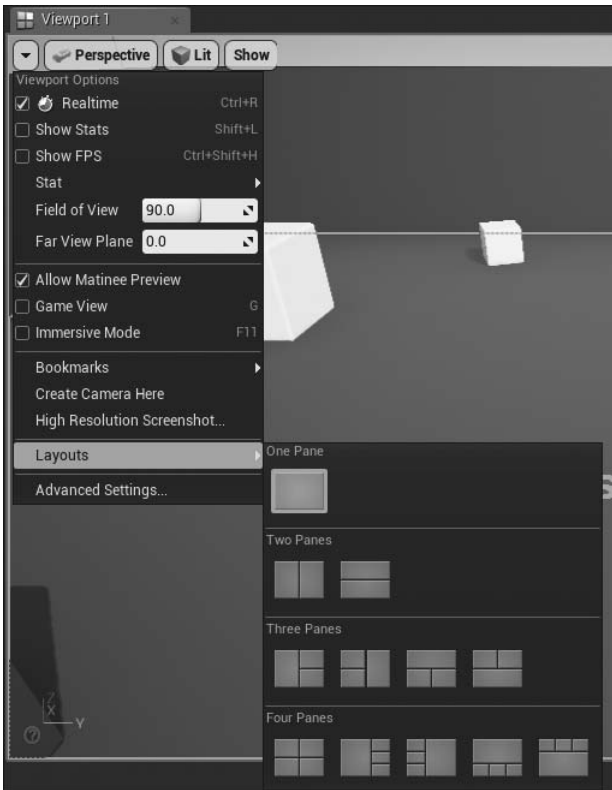 Viewport 1
Perspective Lit Show
Viewport Options
Realtime Ctrl+R
Show Stats Shift+L
Show FPS Ctrl+Shift+H
Stat
Field of View 90.0
Far View Plane 0.0
Allow Matinee Preview
Game View G
Immersive Mode F11
Bookmarks
Create Camera Here
High Resolution Screenshot...
Layouts
One Pane
Advanced Settings...
S
Two Panes
Three Panes
Four Panes
Z
X
Y
?